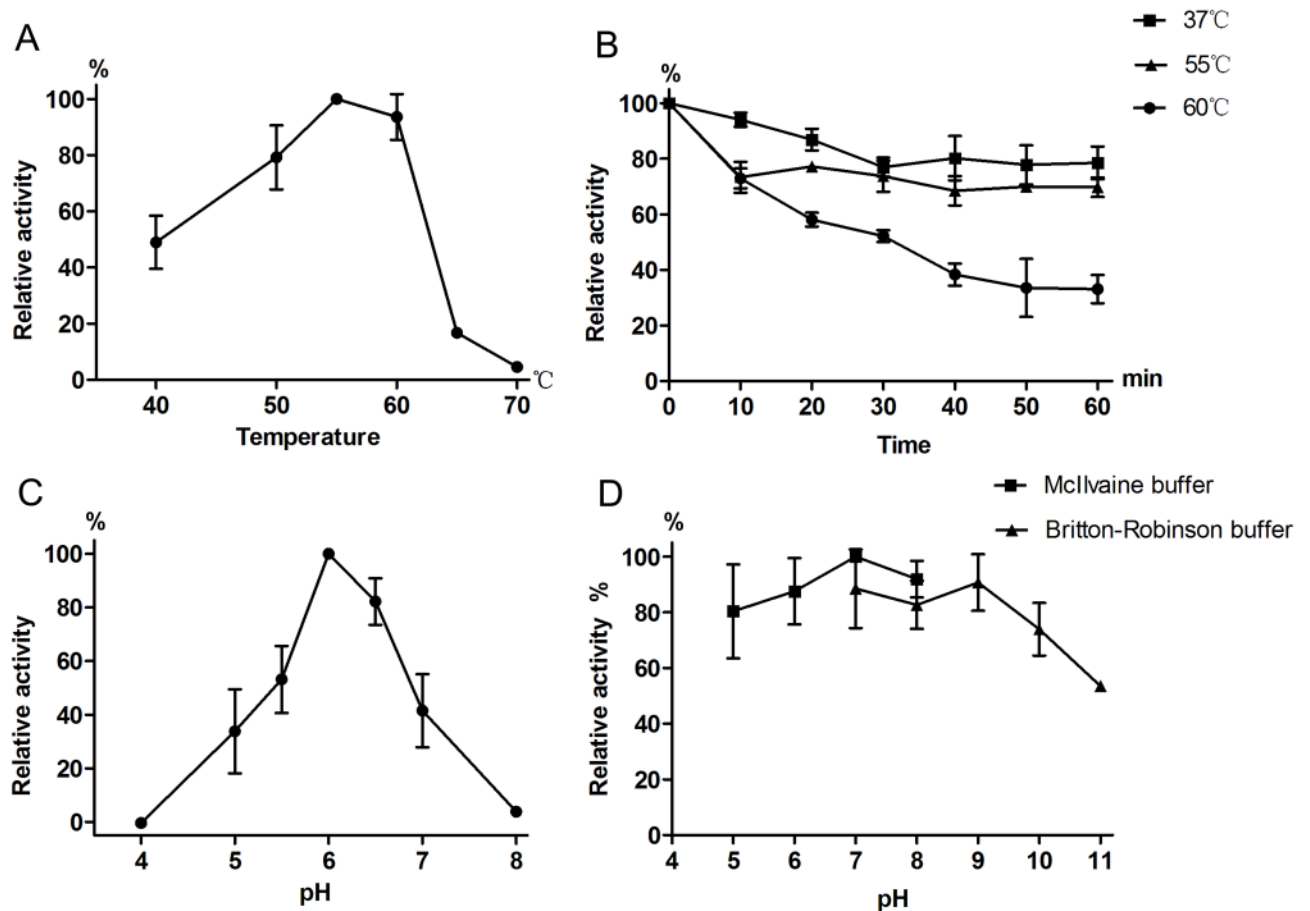 A
%
100
80
60
40
20
0
Relative activity
40 50 60 70 ℃
Temperature
B
%
100
80
60
40
20
0
Relative activity
0 10 20 30 40 50 60 min
Time
37℃
55℃
60℃
C
%
100
80
60
40
20
0
Relative activity
4 5 6 7 8
pH
D
%
100
80
60
40
20
0
Relative activity %
4 5 6 7 8 9 10 11
pH
McIlvaine buffer
Britton-Robinson buffer